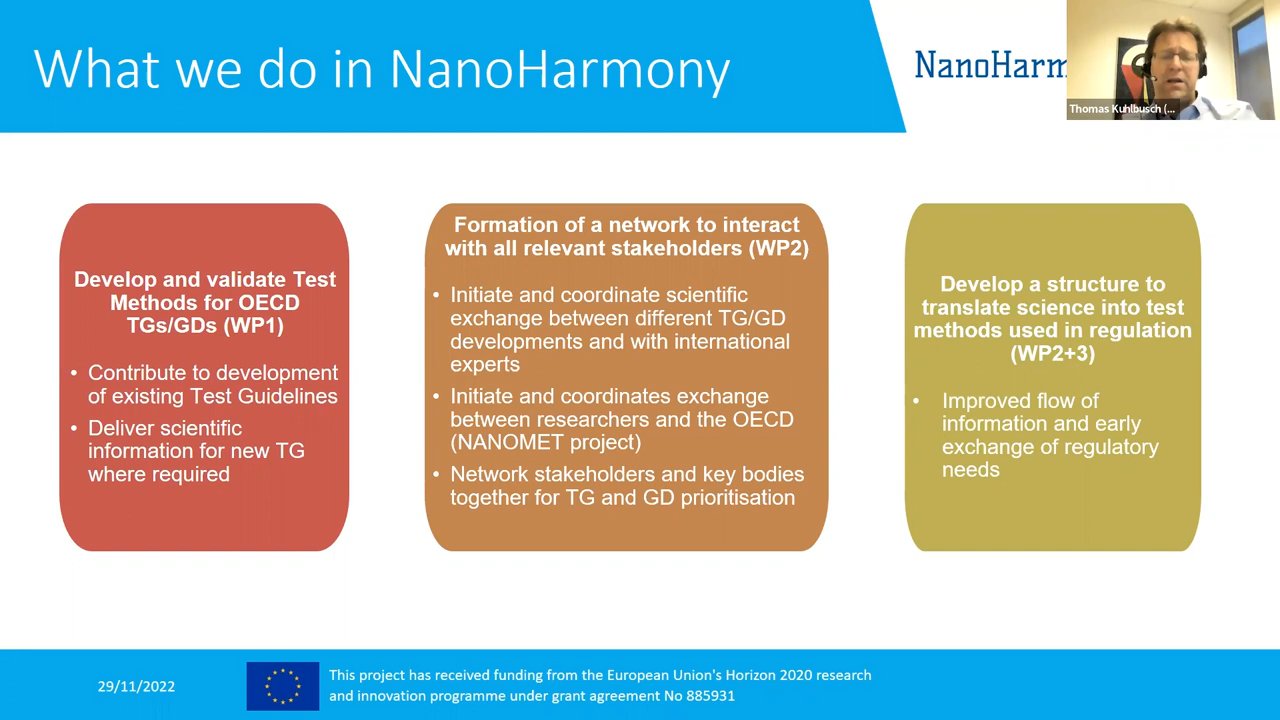 What we do in NanoHarmony
NanoHarm
Thomas Kuhlbusch (...
Develop and validate Test
Methods for OECD
TGs/GDs (WP1)
• Contribute to development
of existing Test Guidelines
• Deliver scientific
information for new TG
where required
Formation of a network to interact
with all relevant stakeholders (WP2)
• Initiate and coordinate scientific
exchange between different TG/GD
developments and with international
experts
• Initiate and coordinates exchange
between researchers and the OECD
(NANOMET project)
• Network stakeholders and key bodies
together for TG and GD prioritisation
Develop a structure to
translate science into test
methods used in regulation
(WP2+3)
• Improved flow of
information and early
exchange of regulatory
needs
29/11/2022
This project has received funding from the European Union's Horizon 2020 research
and innovation programme under grant agreement No 885931